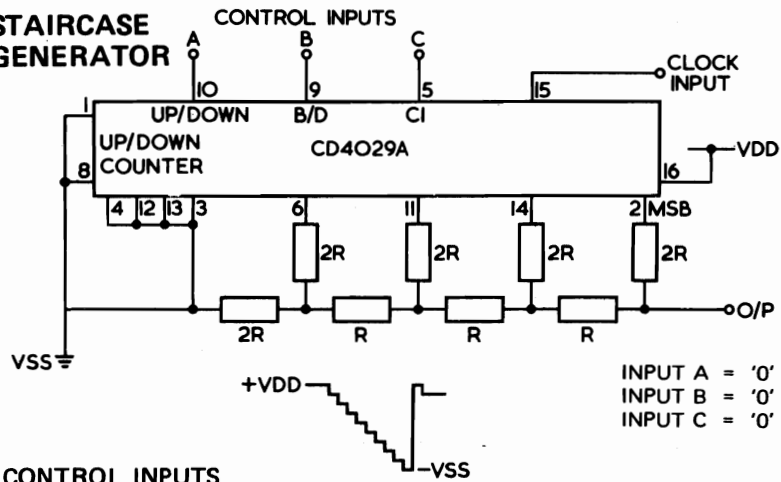 STAIRCASE
GENERATOR
CONTROL INPUTS
A
B
C
CLOCK
INPUT
10
9
5
15
1
UP/DOWN
B/D
CI
UP/DOWN
COUNTER
CD4029A
VDD
8
16
4
12
13
3
6
11
14
2
MSB
2R
2R
2R
2R
O/P
2R
R
R
R
VSS
+VDD
-VSS
INPUT A = '0'
INPUT B = '0'
INPUT C = '0'
CONTROL INPUTS